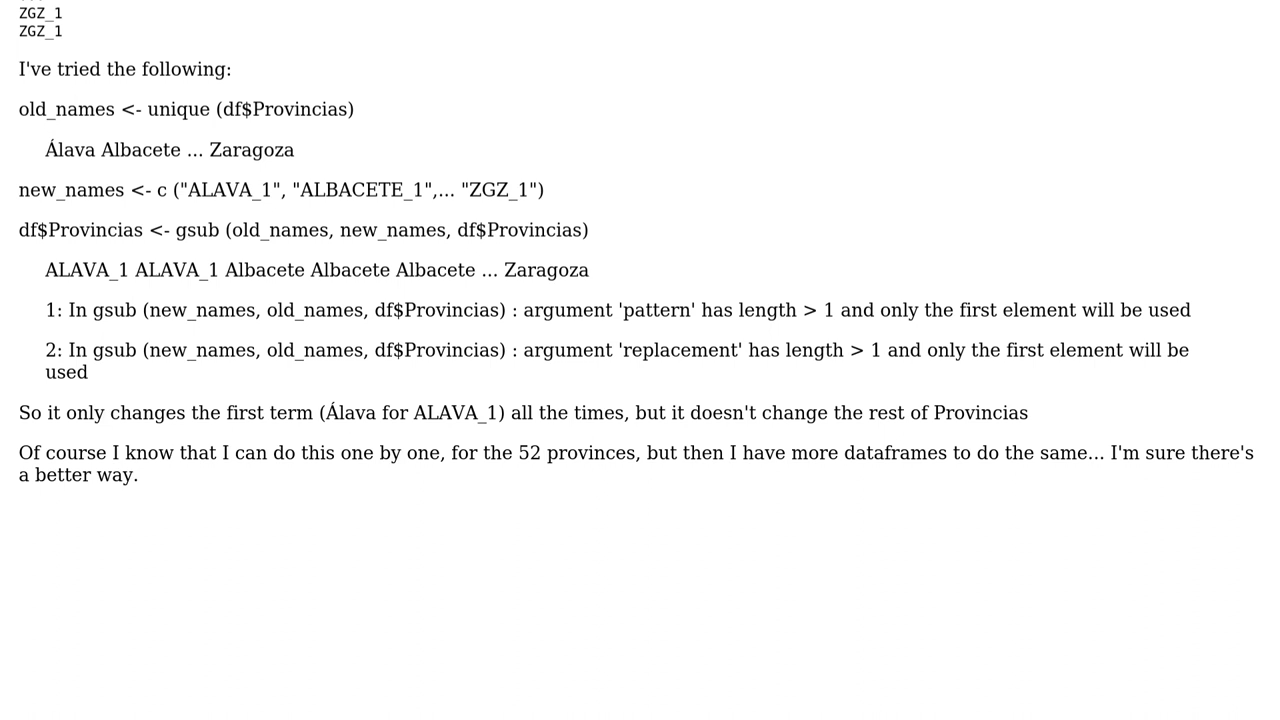 ZGZ_1
ZGZ_1
I've tried the following:
old_names <- unique (df$Provincias)
Álava Albacete ... Zaragoza
new_names <- c ("ALAVA_1", "ALBACETE_1",... "ZGZ_1")
df$Provincias <- gsub (old_names, new_names, df$Provincias)
ALAVA_1 ALAVA_1 Albacete Albacete Albacete ... Zaragoza
1: In gsub (new_names, old_names, df$Provincias) : argument 'pattern' has length > 1 and only the first element will be used
2: In gsub (new_names, old_names, df$Provincias) : argument 'replacement' has length > 1 and only the first element will be
used
So it only changes the first term (Álava for ALAVA_1) all the times, but it doesn't change the rest of Provincias
Of course I know that I can do this one by one, for the 52 provinces, but then I have more dataframes to do the same... I'm sure there's
a better way.